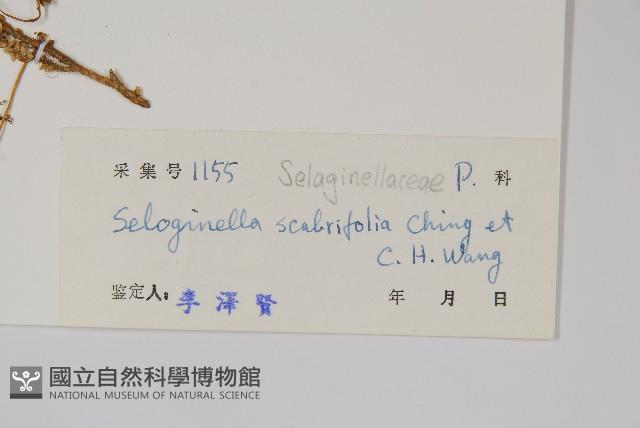 采集号 1155 Selaginellaceae P. 科
Seloginella scabrifolia Ching et
C. H. Wang
鉴定人: 李澤賢 年 月 日
國立自然科學博物館
NATIONAL MUSEUM OF NATURAL SCIENCE